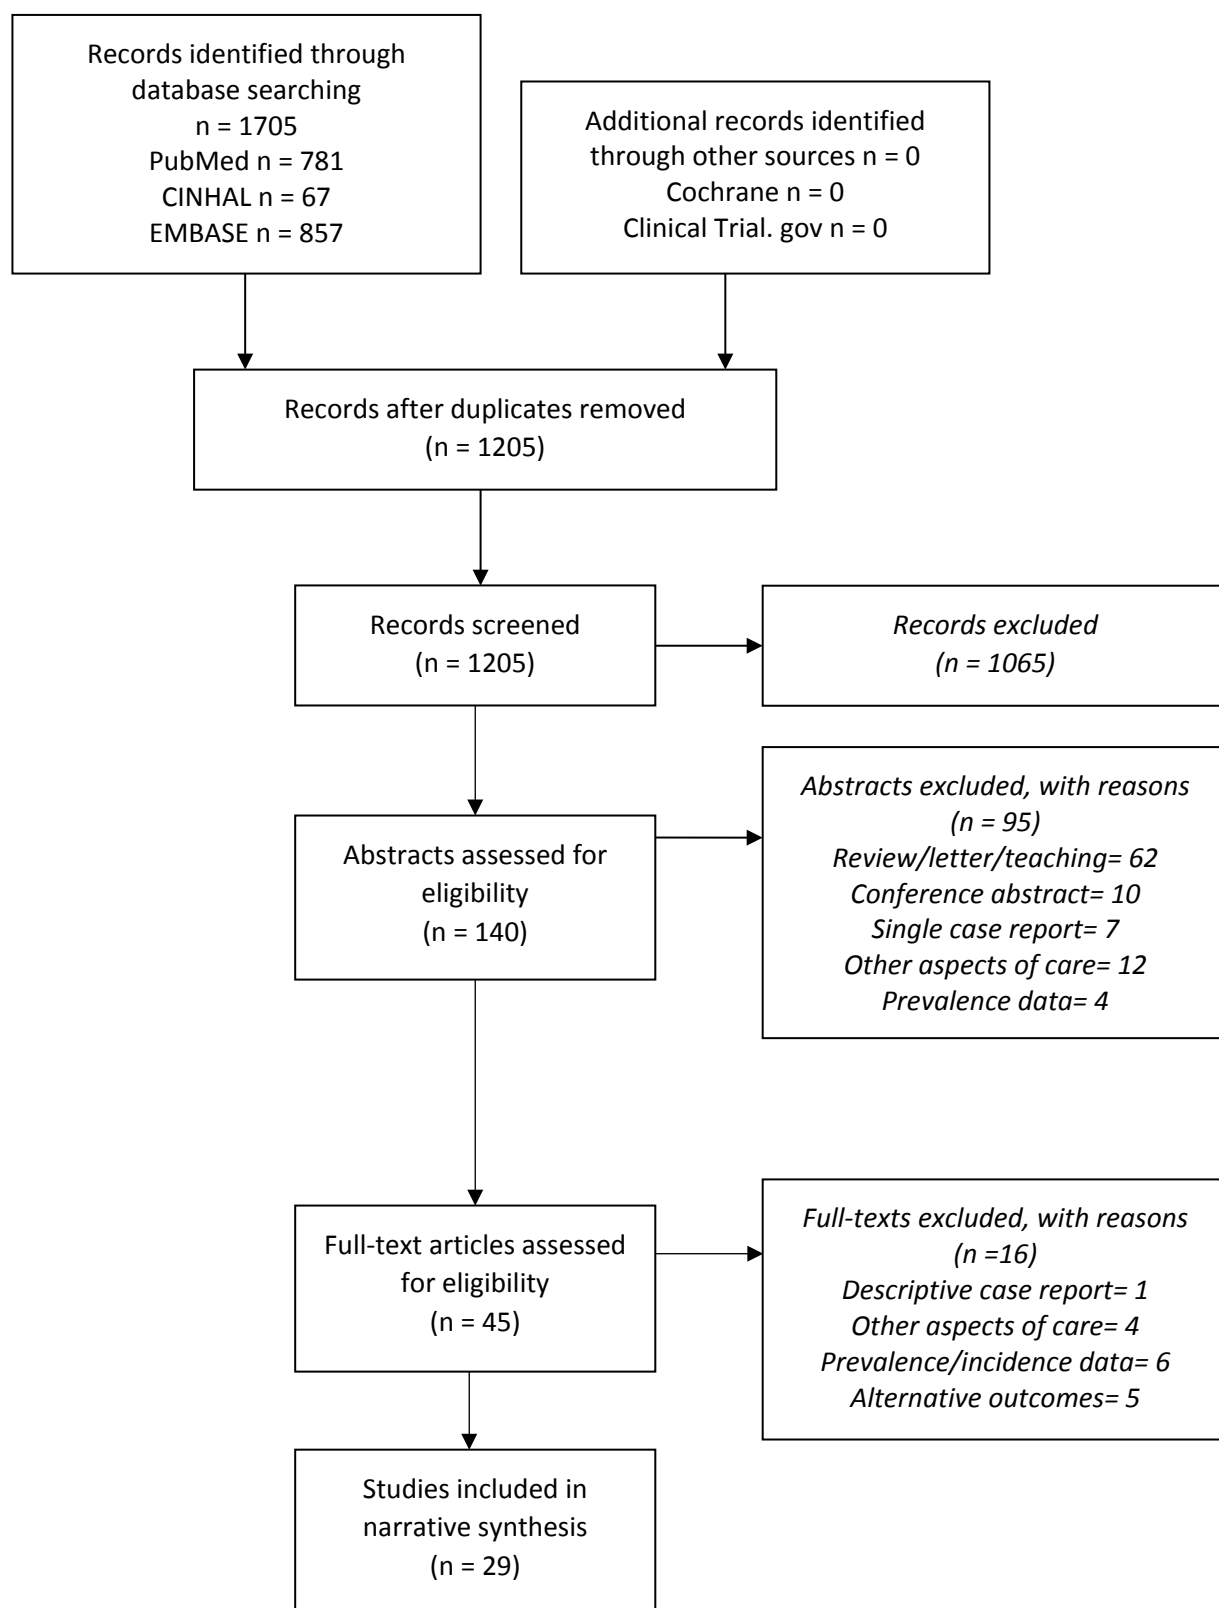 Records identified through
database searching
n = 1705
PubMed n = 781
CINHAL n = 67
EMBASE n = 857
Additional records identified
through other sources n = 0
Cochrane n = 0
Clinical Trial. gov n = 0
Records after duplicates removed
(n = 1205)
Records screened
(n = 1205)
Records excluded
(n = 1065)
Abstracts assessed for
eligibility
(n = 140)
Abstracts excluded, with reasons
(n = 95)
Review/letter/teaching= 62
Conference abstract= 10
Single case report= 7
Other aspects of care= 12
Prevalence data= 4
Full-text articles assessed
for eligibility
(n = 45)
Full-texts excluded, with reasons
(n =16)
Descriptive case report= 1
Other aspects of care= 4
Prevalence/incidence data= 6
Alternative outcomes= 5
Studies included in
narrative synthesis
(n = 29)